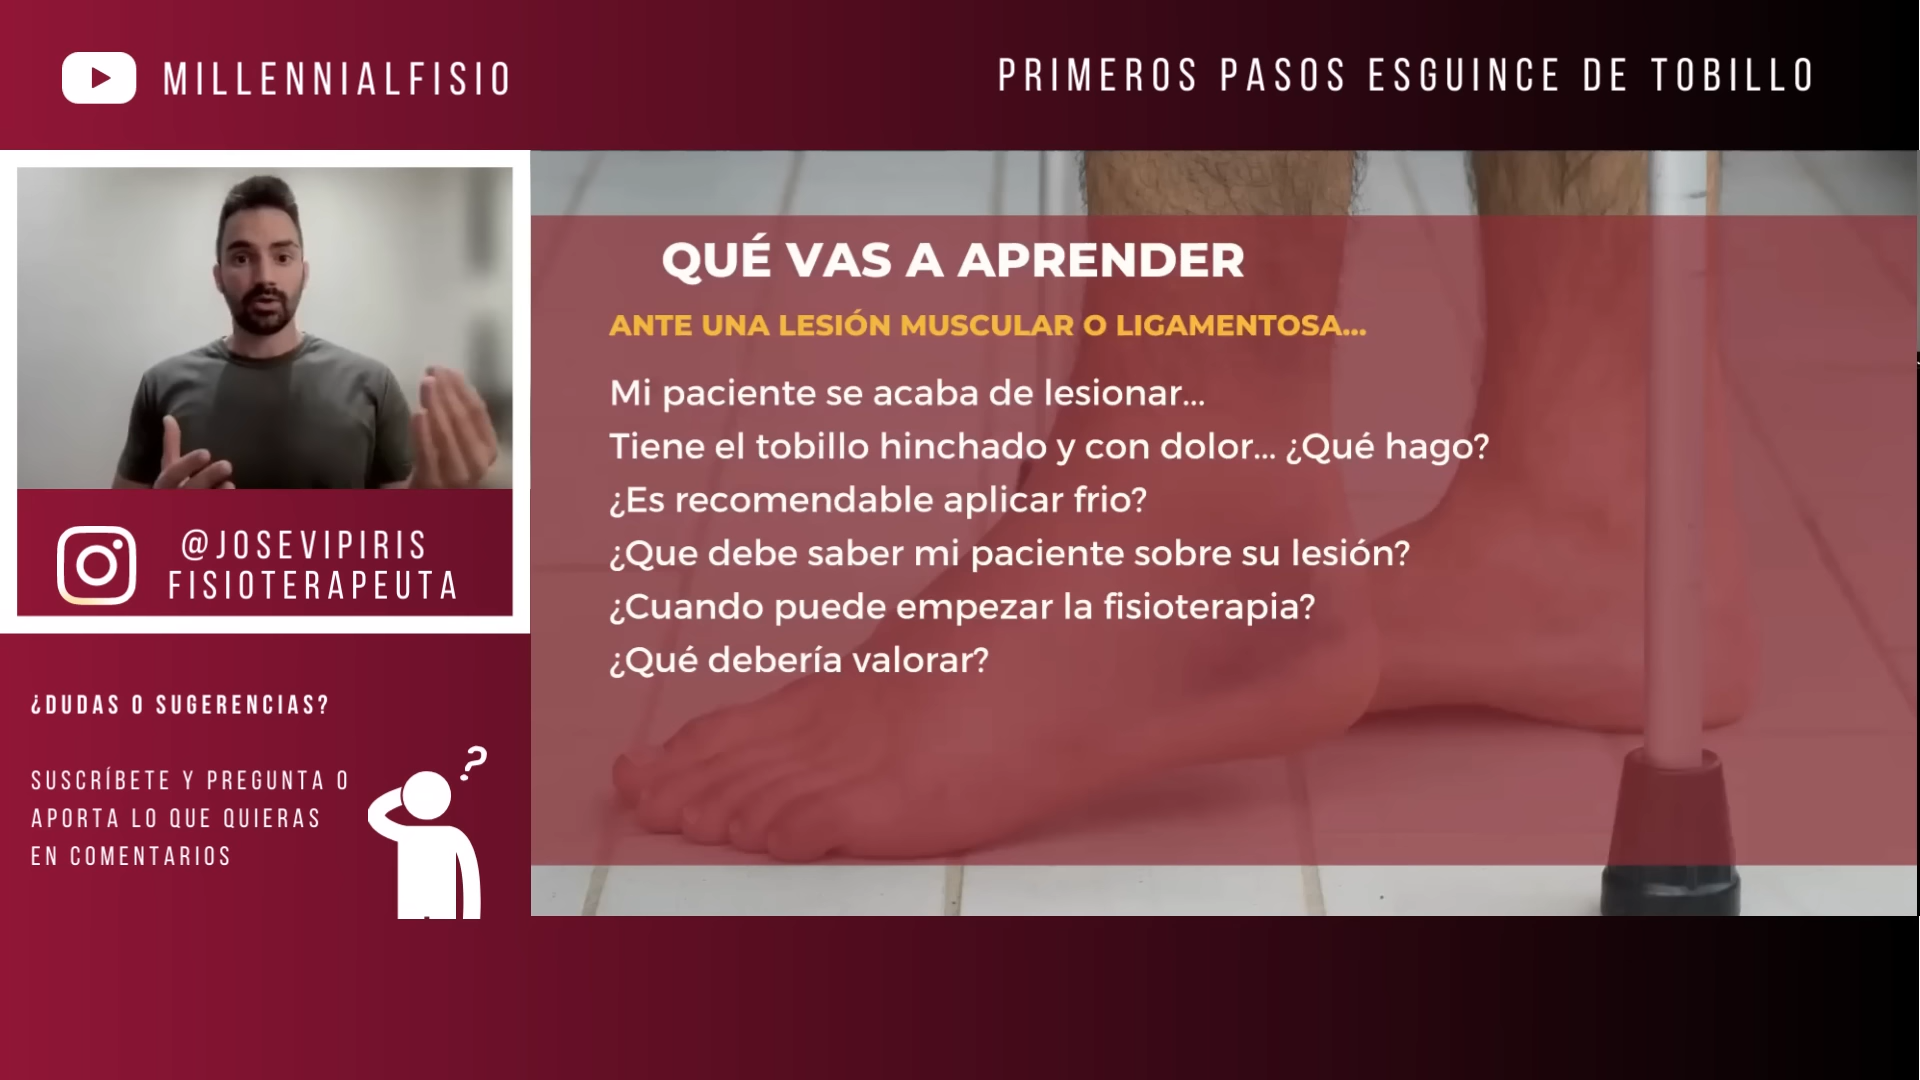 MILLENNIALFISIO
PRIMEROS PASOS ESGUINCE DE TOBILLO
QUÉ VAS A APRENDER
ANTE UNA LESIÓN MUSCULAR O LIGAMENTOSA...
Mi paciente se acaba de lesionar...
Tiene el tobillo hinchado y con dolor... ¿Qué hago?
¿Es recomendable aplicar frio?
¿Que debe saber mi paciente sobre su lesión?
¿Cuando puede empezar la fisioterapia?
¿Qué debería valorar?
@JOSEVIPIRIS
FISIOTERAPEUTA
¿DUDAS O SUGERENCIAS?
SUSCRÍBETE Y PREGUNTA O
APORTA LO QUE QUIERAS
EN COMENTARIOS
?